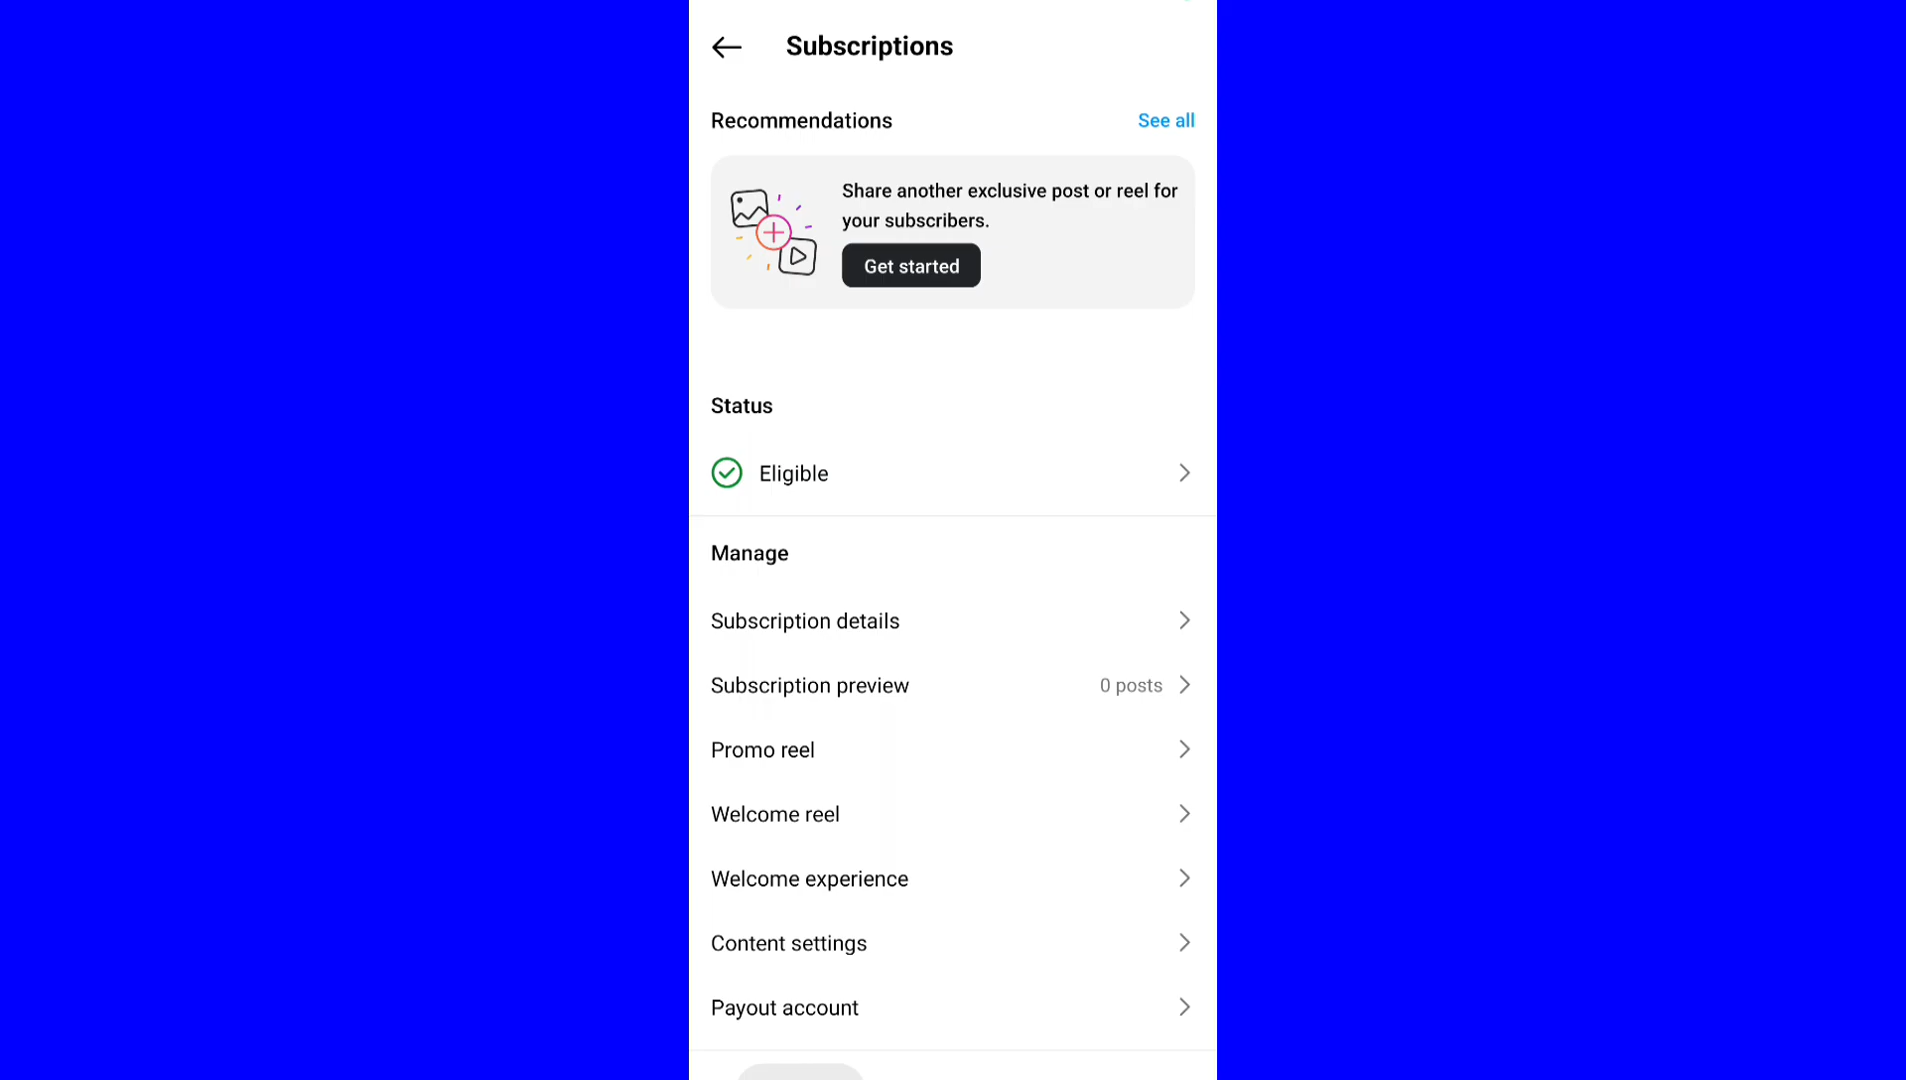 Subscriptions
Recommendations
See all
Share another exclusive post or reel for
your subscribers.
Get started
Status
Eligible
Manage
Subscription details
Subscription preview
0 posts
Promo reel
Welcome reel
Welcome experience
Content settings
Payout account